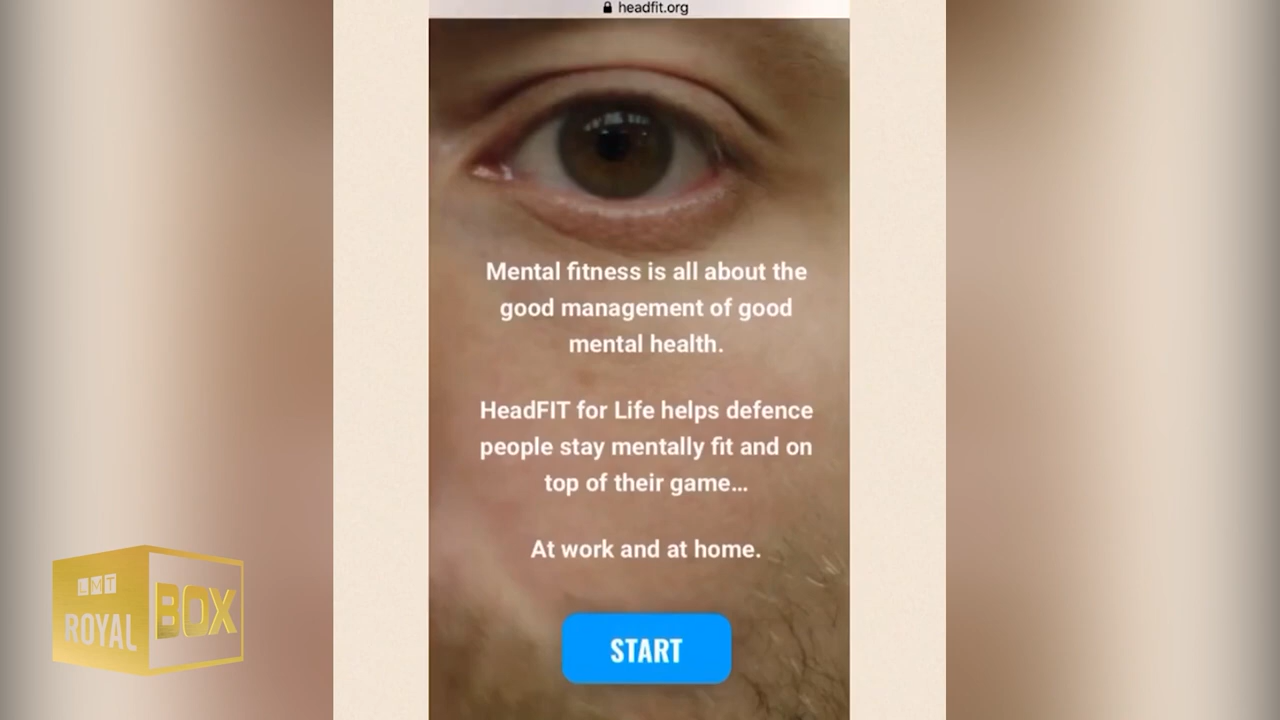 headfit.org
Mental fitness is all about the
good management of good
mental health.
HeadFIT for Life helps defence
people stay mentally fit and on
top of their game…
At work and at home.
START
LMT
ROYAL
BOX